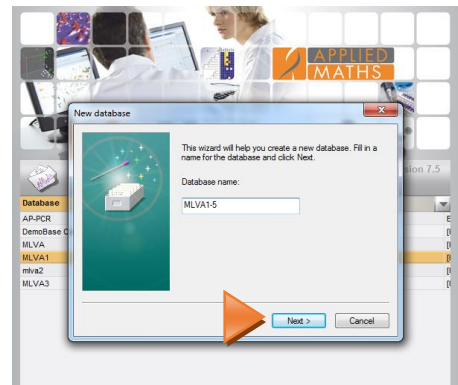 APPLIED
MATHS
New database
This wizard will help you create a new database. Fill in a
name for the database and click Next.
Database name:
MLVA1-5
sion 7.5
Database
AP-PCR
DemoBase C
MLVA
MLVA1
mlva2
MLVA3
Next >
Cancel